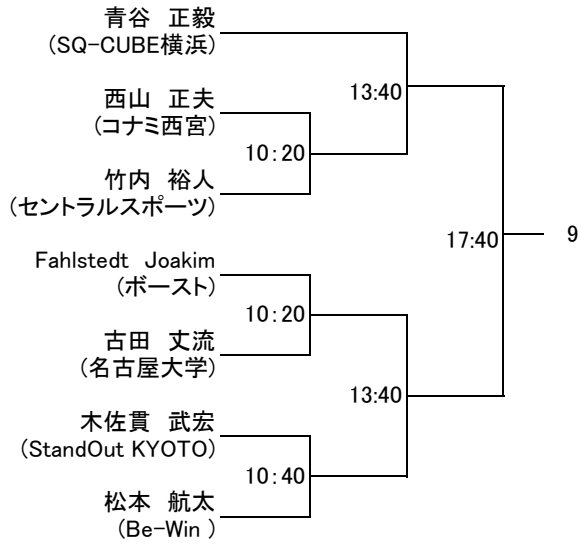 青谷　正毅
(SQ-CUBE横浜)
13:40
西山　正夫
(コナミ西宮)
10:20
竹内　裕人
(セントラルスポーツ)
17:40
9
Fahlstedt Joakim
(ボースト)
10:20
古田　丈流
(名古屋大学)
13:40
木佐貫　武宏
(StandOut KYOTO)
10:40
松本　航太
(Be-Win )